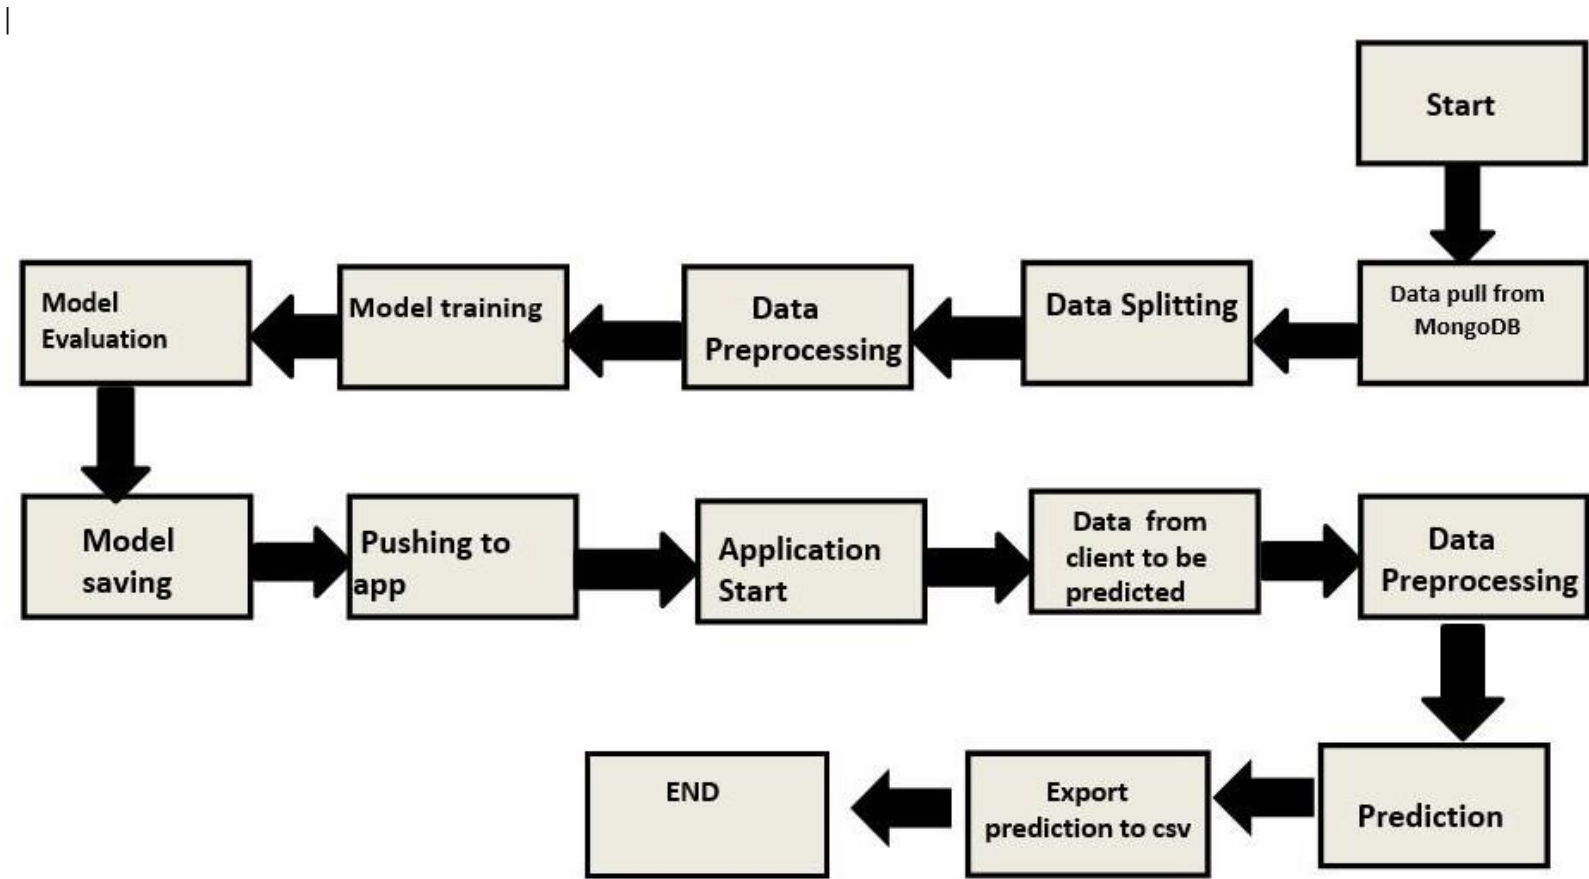 Start
Data pull from
MongoDB
Data Splitting
Data
Preprocessing
Model training
Model
Evaluation
Model
saving
Pushing to
app
Application
Start
Data from
client to be
predicted
Data
Preprocessing
Prediction
Export
prediction to csv
END